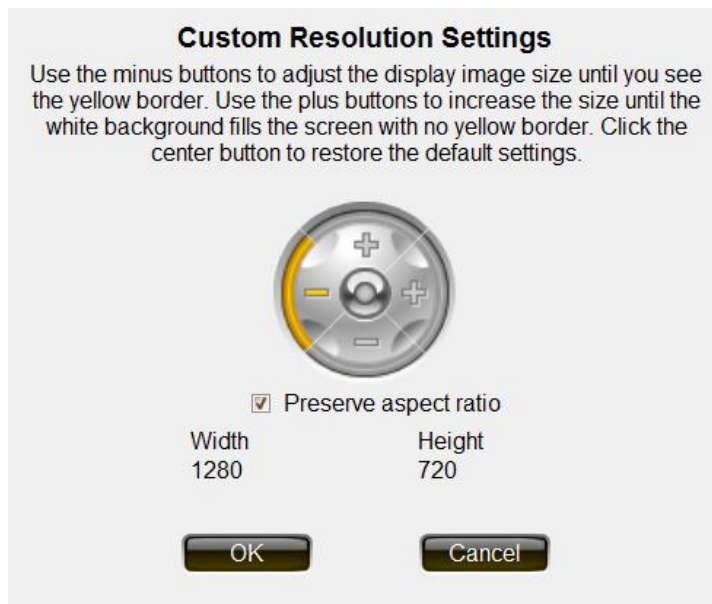 Custom Resolution Settings
Use the minus buttons to adjust the display image size until you see
the yellow border. Use the plus buttons to increase the size until the
white background fills the screen with no yellow border. Click the
center button to restore the default settings.
Preserve aspect ratio
Width Height
1280 720
OK Cancel